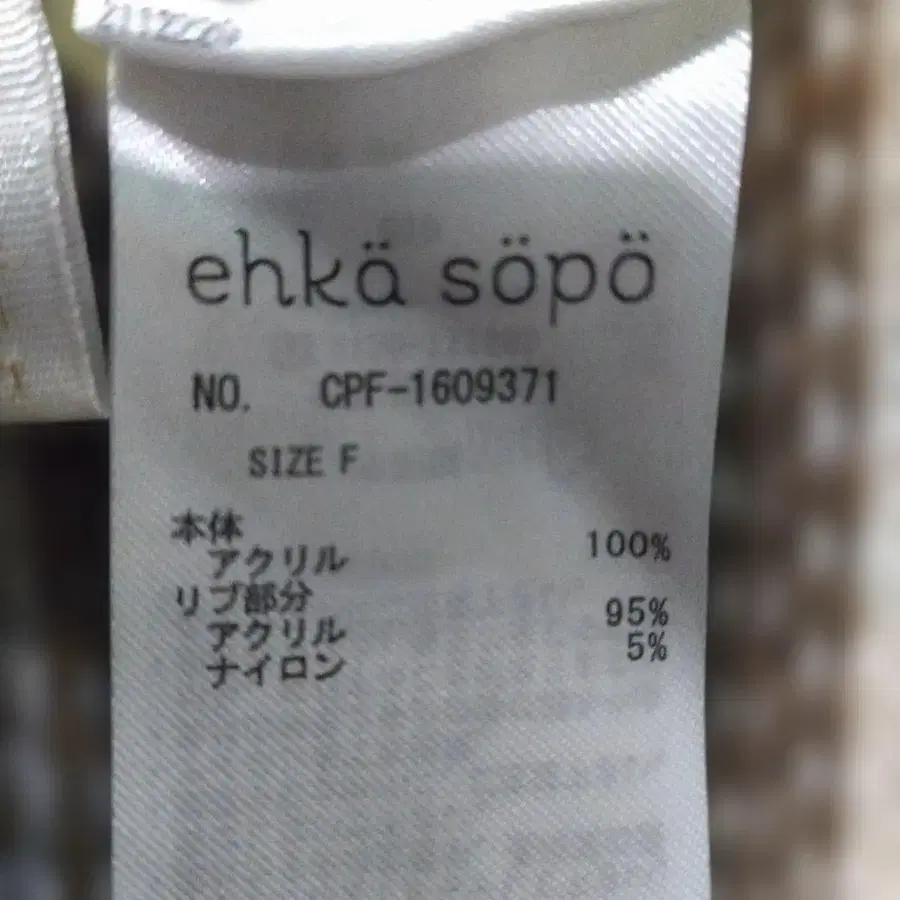 ehkä söpö
NO. CPF-1609371
SIZE F
本体
アクリル 100%
リブ部分
アクリル 95%
ナイロン 5%